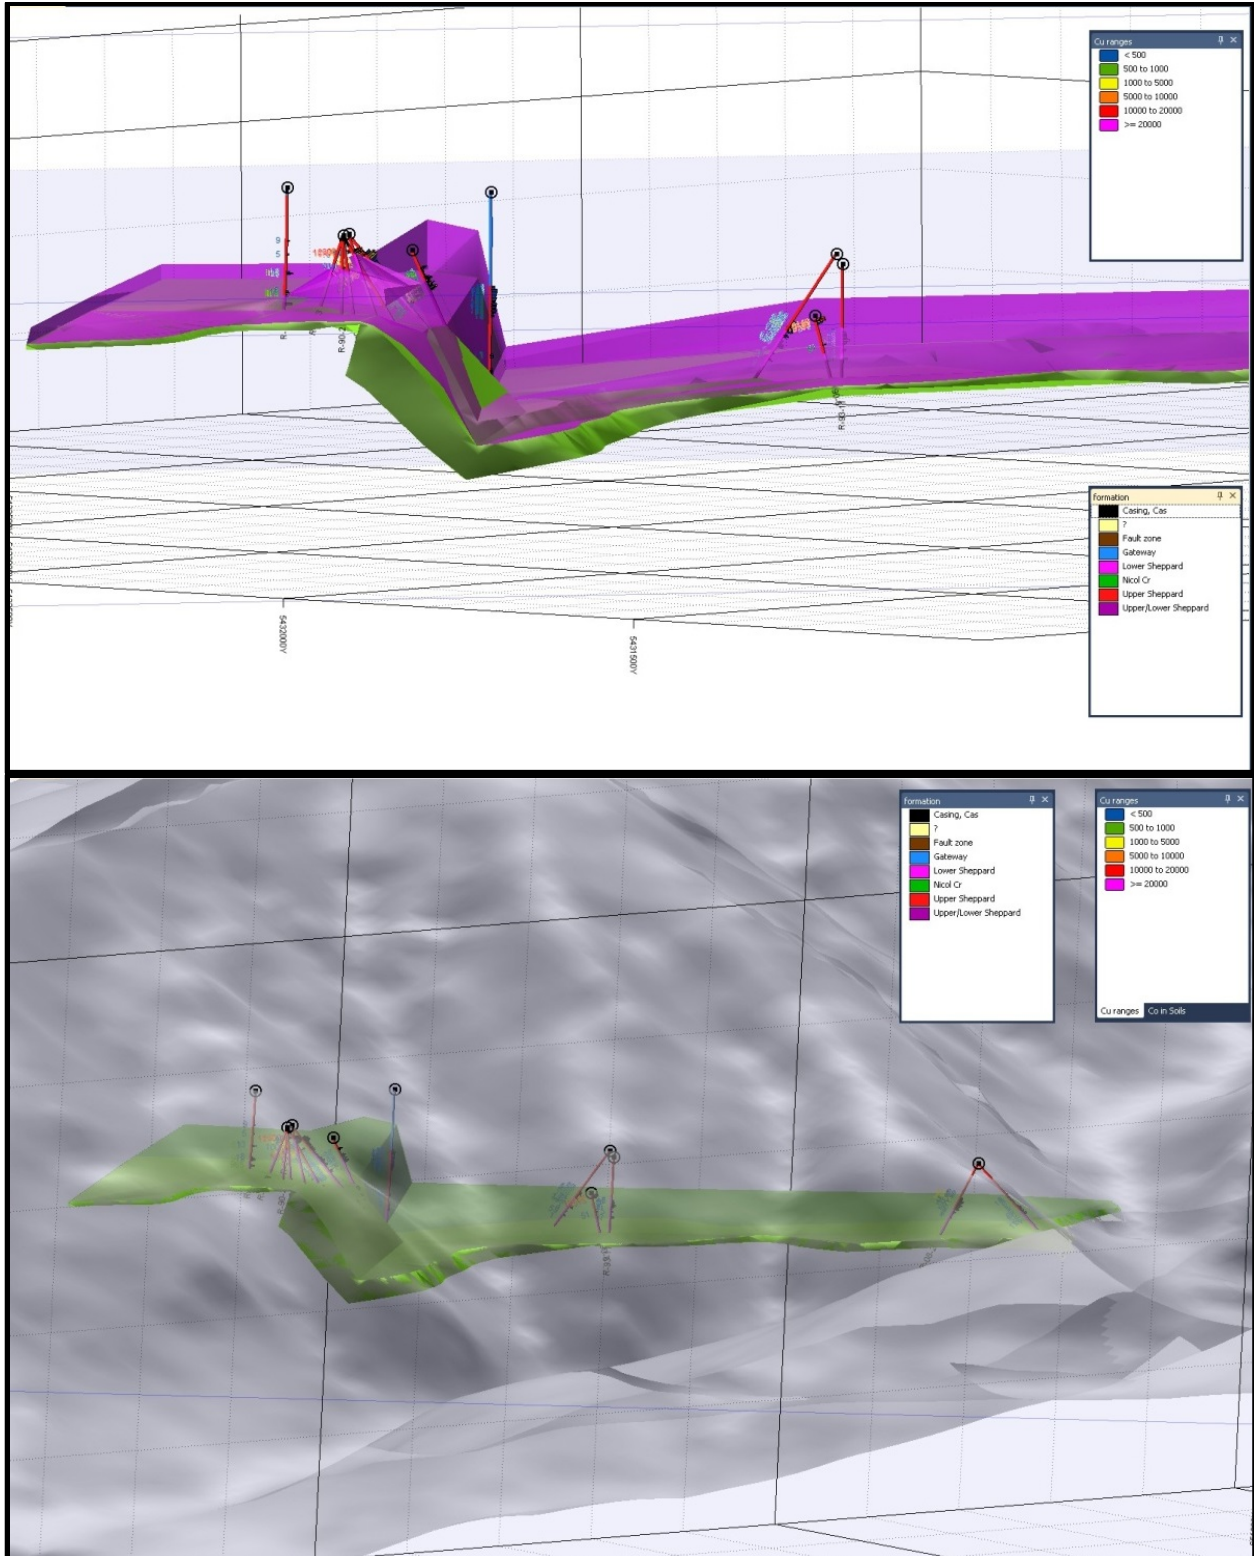 Cu ranges
< 500
500 to 1000
1000 to 5000
5000 to 10000
10000 to 20000
>= 20000
9
5
formation
Casing, Cas
?
Fault zone
Gateway
Lower Sheppard
Nicol Cr
Upper Sheppard
Upper/Lower Sheppard
5432000Y
5431500Y
formation
Casing, Cas
?
Fault zone
Gateway
Lower Sheppard
Nicol Cr
Upper Sheppard
Upper/Lower Sheppard
Cu ranges
< 500
500 to 1000
1000 to 5000
5000 to 10000
10000 to 20000
>= 20000
Cu ranges Co in Soils